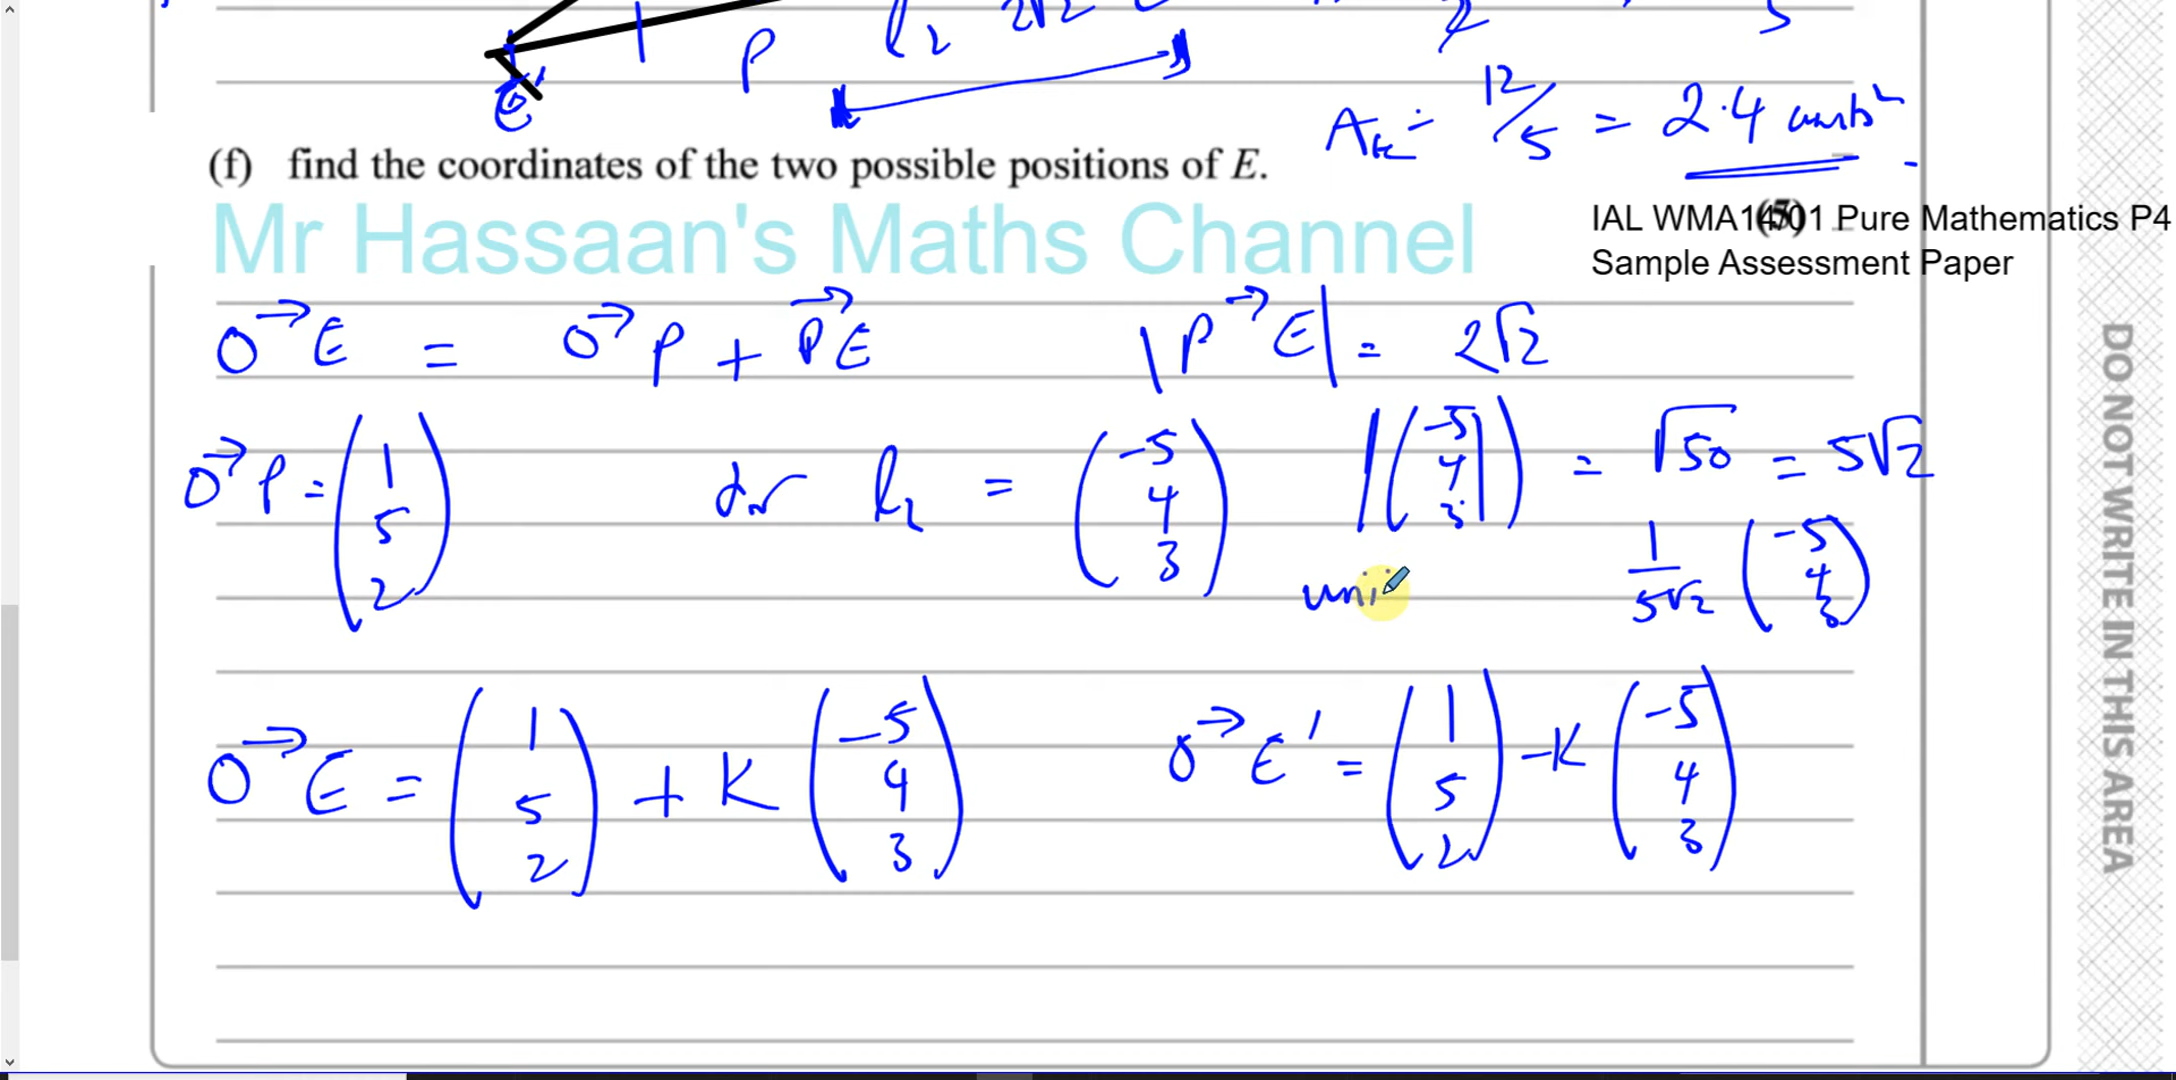 P l₂ 2√2
A_E = 12/5 = 2.4 units²
(f) find the coordinates of the two possible positions of E.
Mr Hassaan's Maths Channel
IAL WMA14/01 Pure Mathematics P4
Sample Assessment Paper
O→E = O→P + P→E |P→E| = 2√2
O→P = (1 5 2) dir l₂ = (-5 4 3) |(-5 4 3)| = √50 = 5√2
uni 1/5√2 (-5 4 3)
O→E = (1 5 2) + K (-5 4 3) O→E' = (1 5 2) - K (-5 4 3)
DO NOT WRITE IN THIS AREA